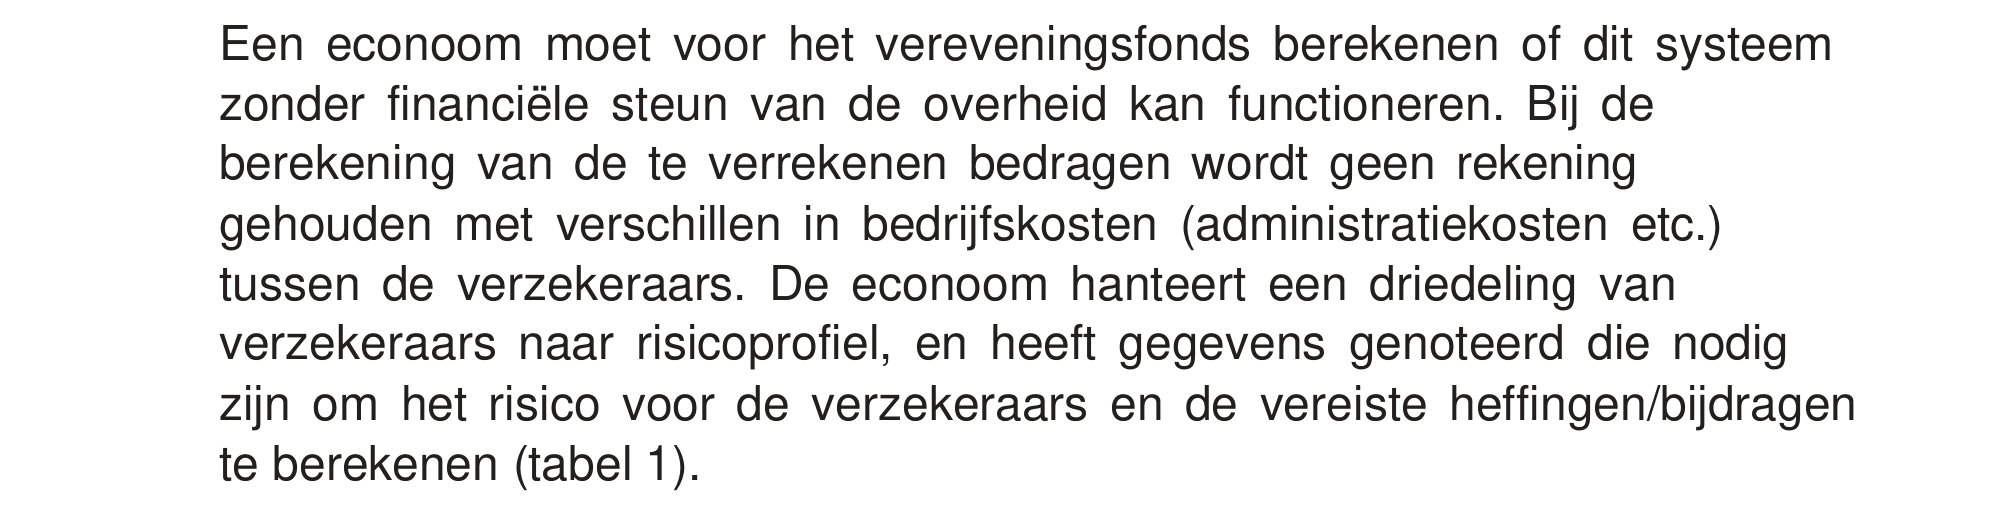 Een econoom moet voor het vereveningsfonds berekenen of dit systeem
zonder financiële steun van de overheid kan functioneren. Bij de
berekening van de te verrekenen bedragen wordt geen rekening
gehouden met verschillen in bedrijfskosten (administratiekosten etc.)
tussen de verzekeraars. De econoom hanteert een driedeling van
verzekeraars naar risicoprofiel, en heeft gegevens genoteerd die nodig
zijn om het risico voor de verzekeraars en de vereiste heffingen/bijdragen
te berekenen (tabel 1).